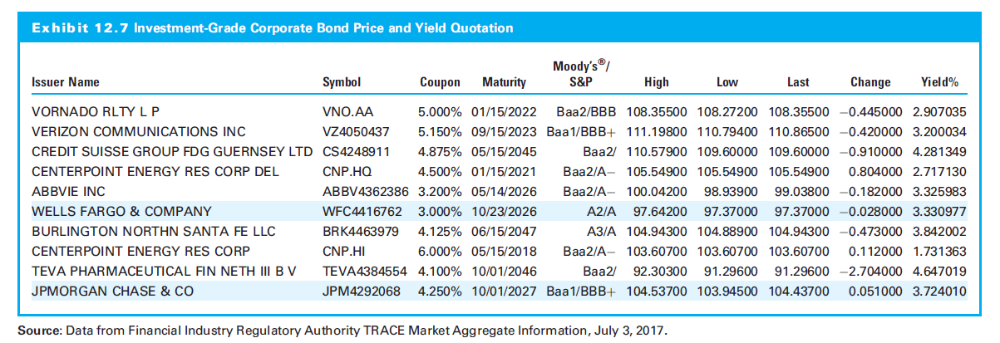 Exhibit 12.7 Investment-Grade Corporate Bond Price and Yield Quotation
Moody's®/
Issuer Name Symbol Coupon Maturity S&P High Low Last Change Yield%
VORNADO RLTY L P VNO.AA 5.000% 01/15/2022 Baa2/BBB 108.35500 108.27200 108.35500 −0.445000 2.907035
VERIZON COMMUNICATIONS INC VZ4050437 5.150% 09/15/2023 Baa1/BBB+ 111.19800 110.79400 110.86500 −0.420000 3.200034
CREDIT SUISSE GROUP FDG GUERNSEY LTD CS4248911 4.875% 05/15/2045 Baa2/ 110.57900 109.60000 109.60000 −0.910000 4.281349
CENTERPOINT ENERGY RES CORP DEL CNP.HQ 4.500% 01/15/2021 Baa2/A− 105.54900 105.54900 105.54900 0.804000 2.717130
ABBVIE INC ABBV4362386 3.200% 05/14/2026 Baa2/A− 100.04200 98.93900 99.03800 −0.182000 3.325983
WELLS FARGO & COMPANY WFC4416762 3.000% 10/23/2026 A2/A 97.64200 97.37000 97.37000 −0.028000 3.330977
BURLINGTON NORTHN SANTA FE LLC BRK4463979 4.125% 06/15/2047 A3/A 104.94300 104.88900 104.94300 −0.473000 3.842002
CENTERPOINT ENERGY RES CORP CNP.HI 6.000% 05/15/2018 Baa2/A− 103.60700 103.60700 103.60700 0.112000 1.731363
TEVA PHARMACEUTICAL FIN NETH III B V TEVA4384554 4.100% 10/01/2046 Baa2/ 92.30300 91.29600 91.29600 −2.704000 4.647019
JPMORGAN CHASE & CO JPM4292068 4.250% 10/01/2027 Baa1/BBB+ 104.53700 103.94500 104.43700 0.051000 3.724010
Source: Data from Financial Industry Regulatory Authority TRACE Market Aggregate Information, July 3, 2017.